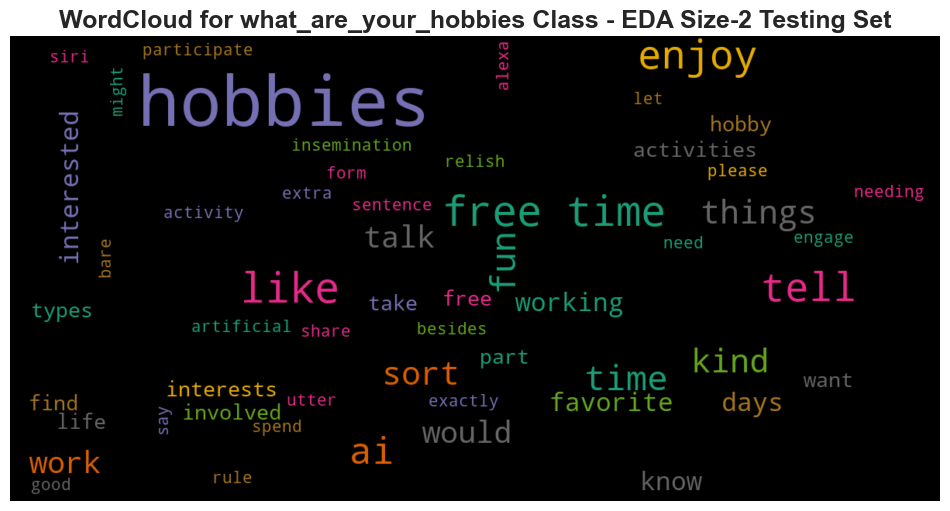 WordCloud for what_are_your_hobbies Class - EDA Size-2 Testing Set
siri
participate
might
hobbies
alexa
enjoy
let
hobby
interested
insemination
relish
activities
form
please
extra
activity
sentence
free time
things
needing
talk
fun
need
engage
bare
like
take
free
working
tell
types
artificial
share
besides
part
sort
time
kind
want
interests
find
life
involved
say
utter
spend
exactly
favorite
days
would
work
ai
good
rule
know